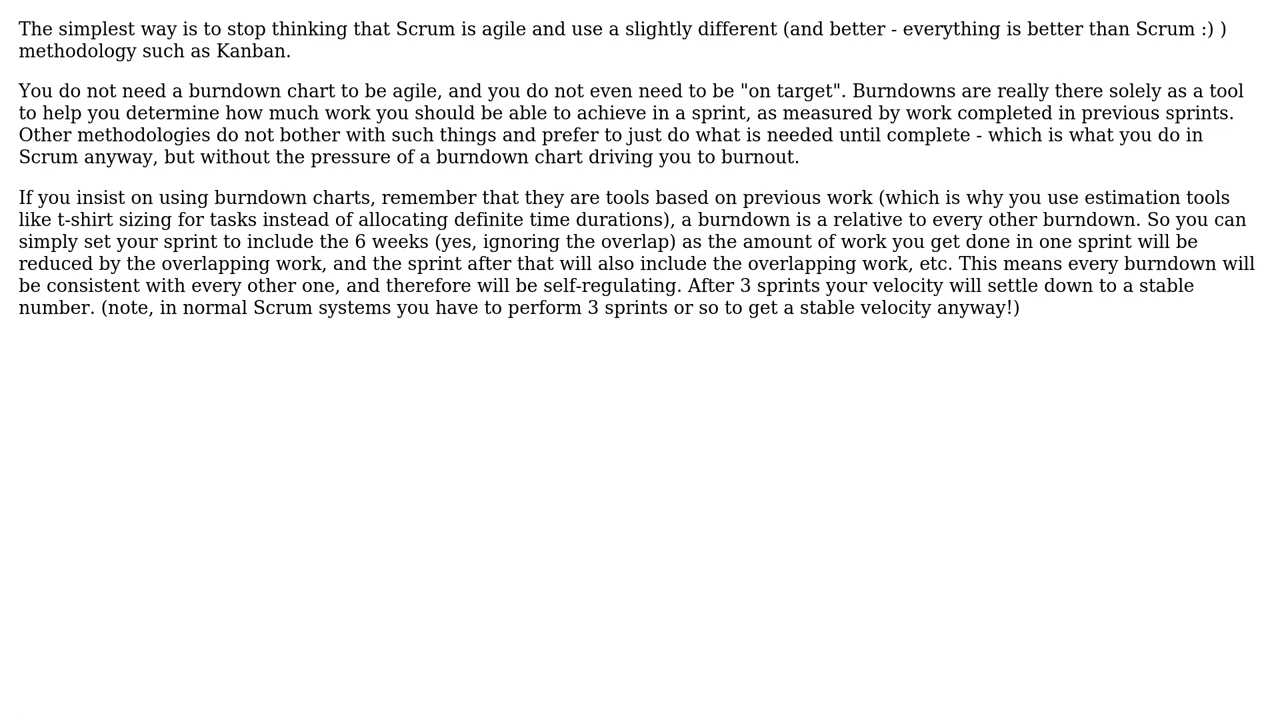 The simplest way is to stop thinking that Scrum is agile and use a slightly different (and better - everything is better than Scrum :) )
methodology such as Kanban.
You do not need a burndown chart to be agile, and you do not even need to be "on target". Burndowns are really there solely as a tool
to help you determine how much work you should be able to achieve in a sprint, as measured by work completed in previous sprints.
Other methodologies do not bother with such things and prefer to just do what is needed until complete - which is what you do in
Scrum anyway, but without the pressure of a burndown chart driving you to burnout.
If you insist on using burndown charts, remember that they are tools based on previous work (which is why you use estimation tools
like t-shirt sizing for tasks instead of allocating definite time durations), a burndown is a relative to every other burndown. So you can
simply set your sprint to include the 6 weeks (yes, ignoring the overlap) as the amount of work you get done in one sprint will be
reduced by the overlapping work, and the sprint after that will also include the overlapping work, etc. This means every burndown will
be consistent with every other one, and therefore will be self-regulating. After 3 sprints your velocity will settle down to a stable
number. (note, in normal Scrum systems you have to perform 3 sprints or so to get a stable velocity anyway!)